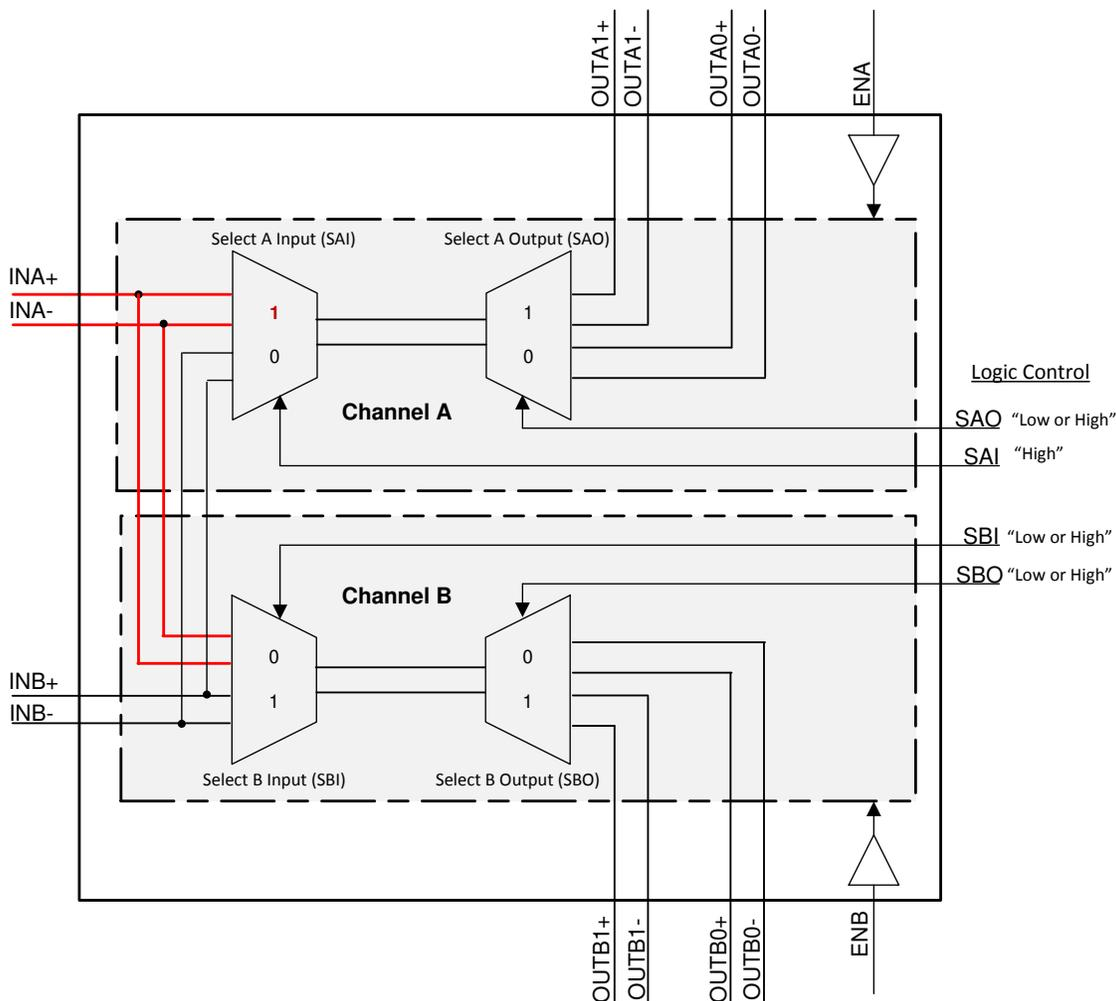 OUTA1+
OUTA1-
OUTA0+
OUTA0-
ENA
Select A Input (SAI)
Select A Output (SAO)
INA+
INA-
1
0
1
0
Channel A
Logic Control
SAO "Low or High"
SAI "High"
SBI "Low or High"
SBO "Low or High"
Channel B
0
1
0
1
INB+
INB-
Select B Input (SBI)
Select B Output (SBO)
OUTB1+
OUTB1-
OUTB0+
OUTB0-
ENB